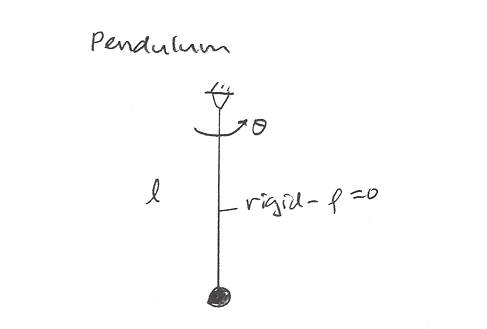 Pendulum
θ
l
rigid - ρ = 0